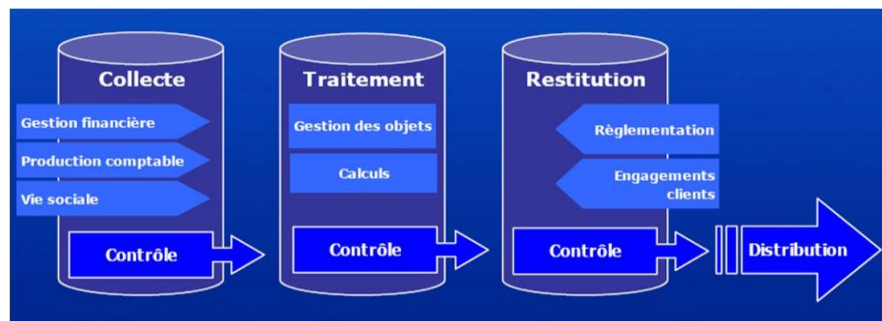 Collecte
Gestion financière
Production comptable
Vie sociale
Contrôle
Traitement
Gestion des objets
Calculs
Contrôle
Restitution
Règlementation
Engagements
clients
Contrôle
Distribution